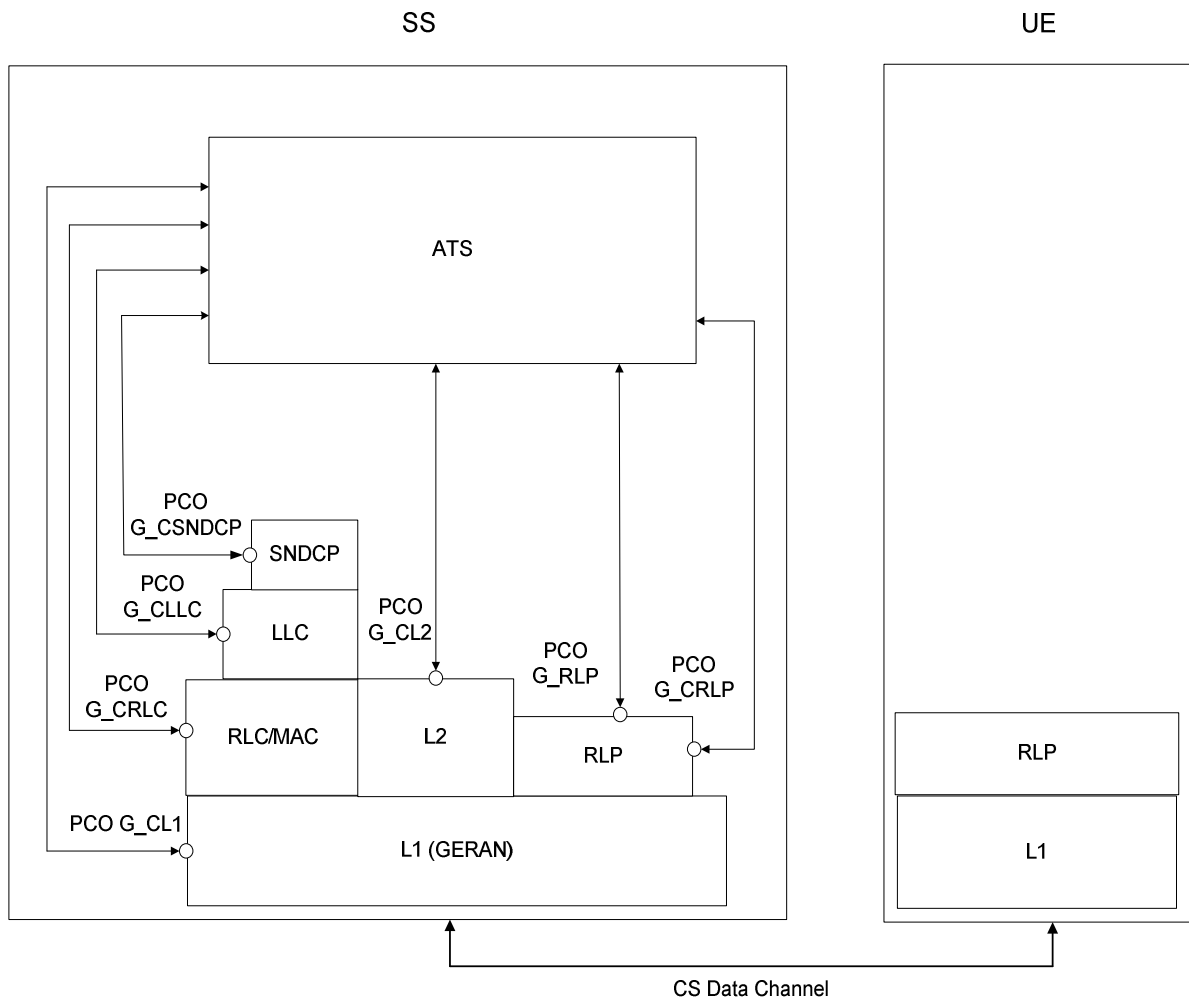 SS
UE
ATS
PCO
G_CSNDCP
SNDCP
PCO
G_CLLC
LLC
PCO
G_CL2
PCO
G_RLP
PCO
G_CRLP
PCO
G_CRLC
RLC/MAC
L2
RLP
RLP
PCO G_CL1
L1 (GERAN)
L1
CS Data Channel